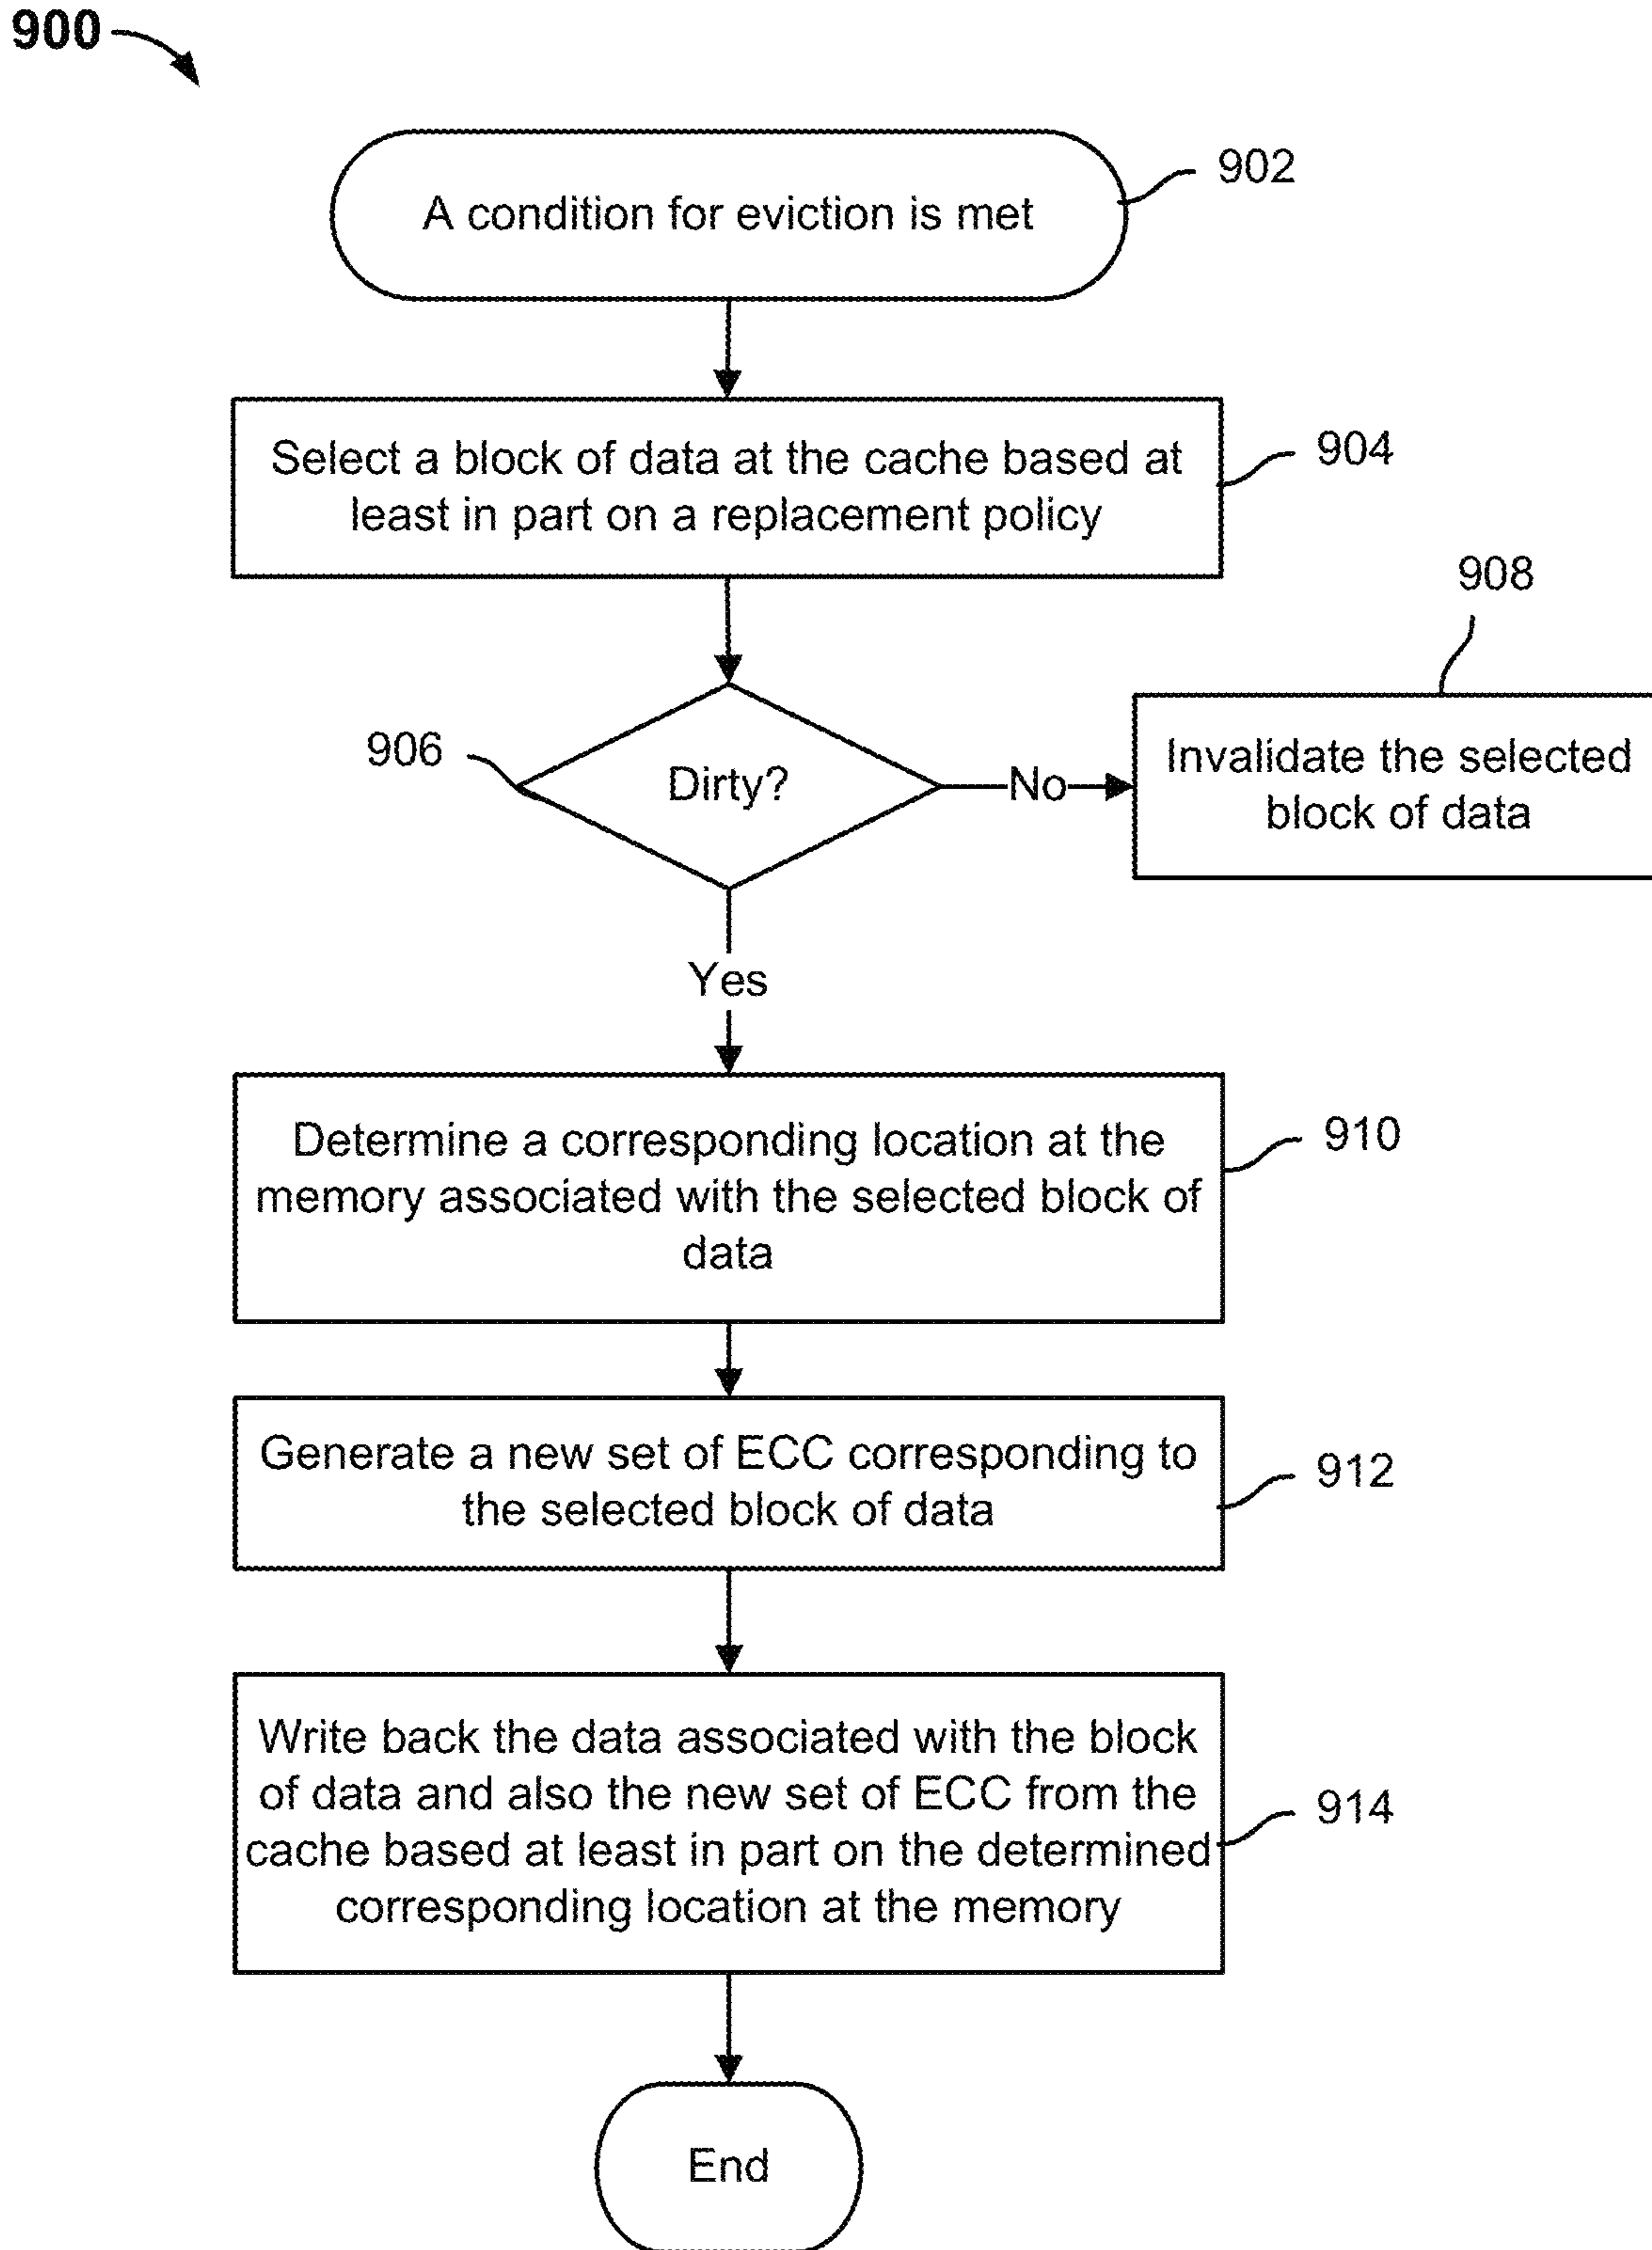 900
A condition for eviction is met
902
Select a block of data at the cache based at
least in part on a replacement policy
904
906
Dirty?
No
908
Invalidate the selected
block of data
Yes
Determine a corresponding location at the
memory associated with the selected block of
data
910
Generate a new set of ECC corresponding to
the selected block of data
912
Write back the data associated with the block
of data and also the new set of ECC from the
cache based at least in part on the determined
corresponding location at the memory
914
End